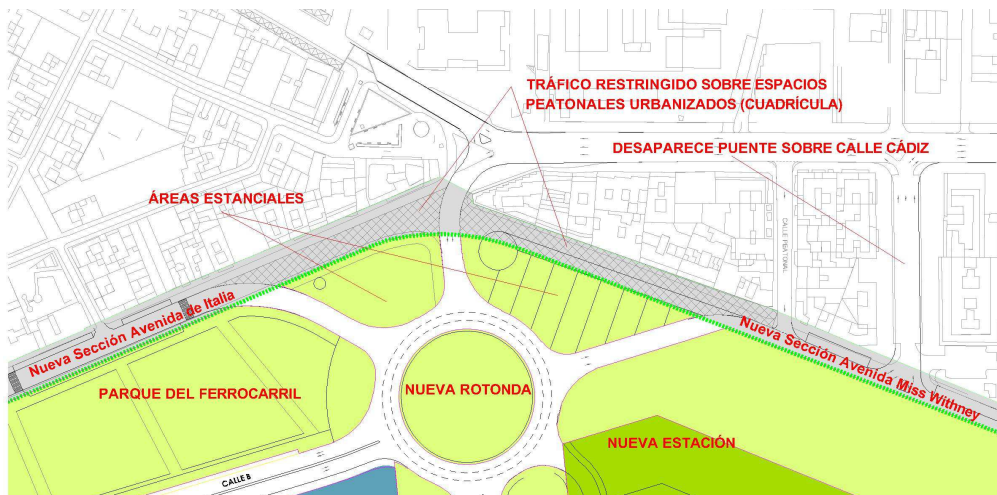 TRÁFICO RESTRINGIDO SOBRE ESPACIOS
PEATONALES URBANIZADOS (CUADRÍCULA)
DESAPARECE PUENTE SOBRE CALLE CÁDIZ
ÁREAS ESTANCIALES
CALLE PEATONAL
Nueva Sección Avenida de Italia
Nueva Sección Avenida Miss Withney
PARQUE DEL FERROCARRIL
NUEVA ROTONDA
NUEVA ESTACIÓN
CALLE B